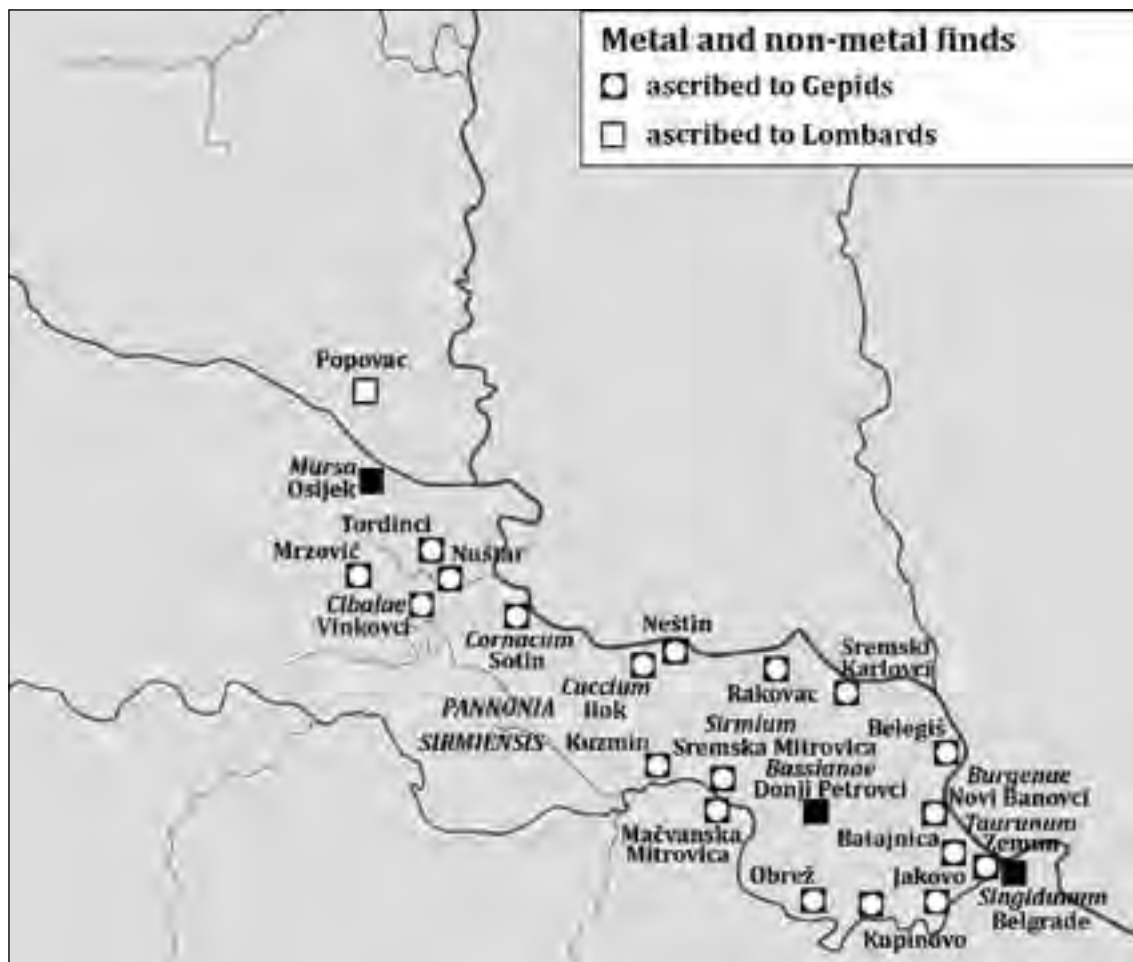 Metal and non-metal finds
ascribed to Gepids
ascribed to Lombards
Popovac
Mursa
Osijek
Tordinci
Mrzović
Nuštar
Cibalae
Vinkovci
Cornacum
Sotin
Neštin
Cuccium
Ilok
Rakovac
Sremski
Karlovci
PANNONIA
SIRMIENSIS
Sirmium
Kuzmin
Sremska Mitrovica
Bassianae
Donji Petrovci
Belegiš
Burgenae
Novi Banovci
Taurunum
Zemun
Batajnica
Mačvanska
Mitrovica
Obrež
Jakovo
Kupinovo
Singidunum
Belgrade